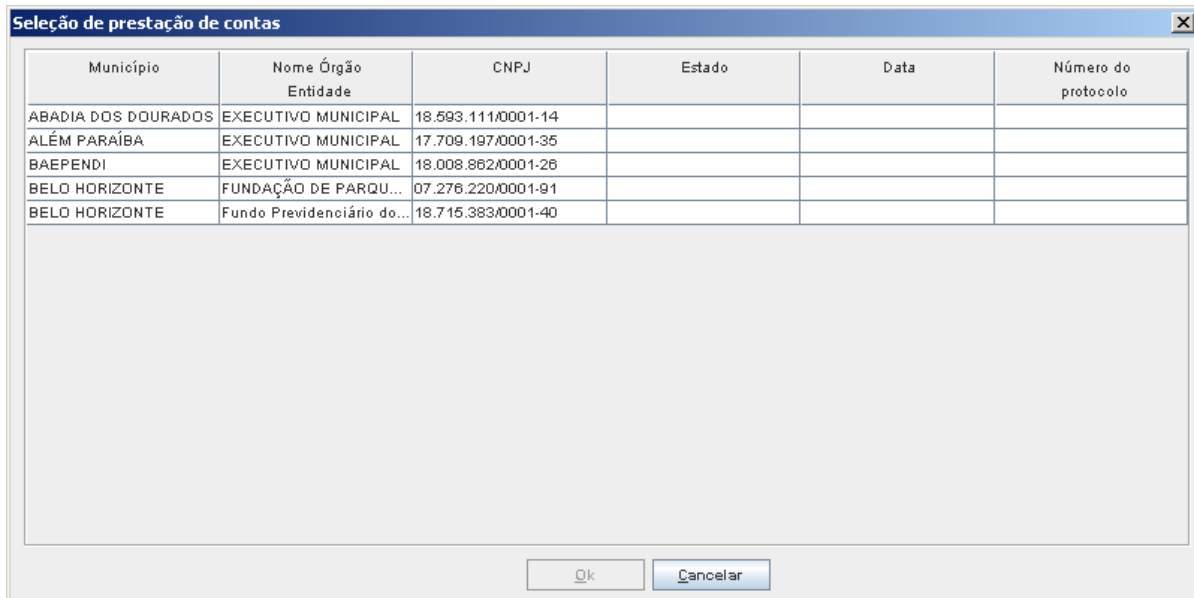 Seleção de prestação de contas
Município Nome Órgão Entidade CNPJ Estado Data Número do protocolo
ABADIA DOS DOURADOS EXECUTIVO MUNICIPAL 18.593.111/0001-14
ALÉM PARAÍBA EXECUTIVO MUNICIPAL 17.709.197/0001-35
BAEPENDI EXECUTIVO MUNICIPAL 18.008.862/0001-26
BELO HORIZONTE FUNDAÇÃO DE PARQU... 07.276.220/0001-91
BELO HORIZONTE Fundo Previdenciário do... 18.715.383/0001-40
Ok Cancelar